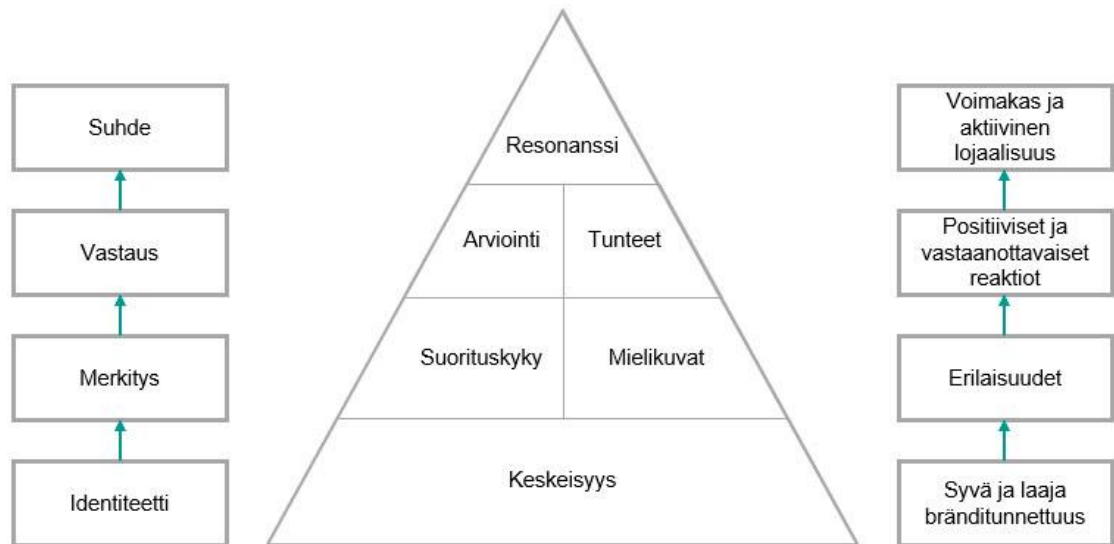 Suhde
Vastaus
Merkitys
Identiteetti
Resonanssi
Arviointi
Tunteet
Suorituskyky
Mielikuvat
Keskeisyys
Voimakas ja
aktiivinen
lojaalisuus
Positiiviset ja
vastaanottavaiset
reaktiot
Erilaisuudet
Syvä ja laaja
bränditunnettuus